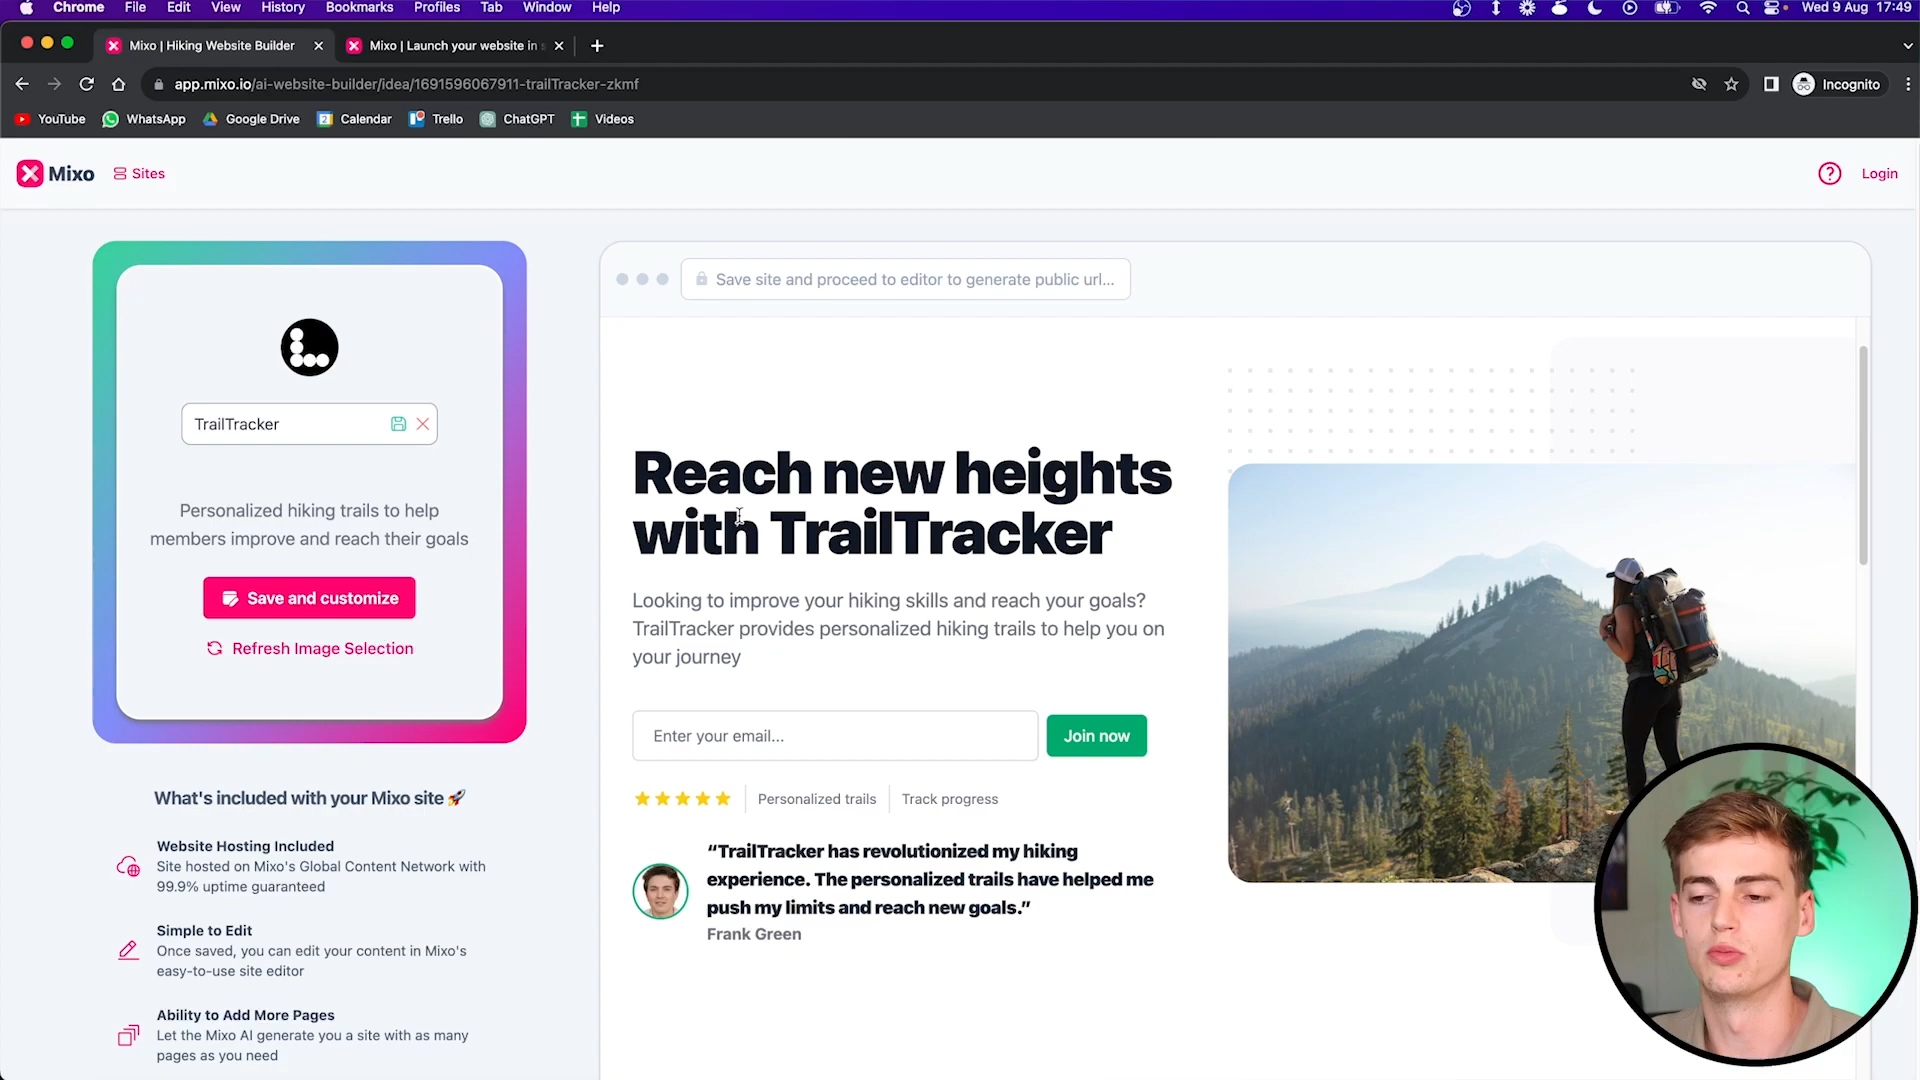 Chrome File Edit View History Bookmarks Profiles Tab Window Help Wed 9 Aug 17:49
Mixo | Hiking Website Builder Mixo | Launch your website in
app.mixo.io/ai-website-builder/idea/1691596067911-trailTracker-zkmf Incognito
YouTube WhatsApp Google Drive 2 Calendar Trello ChatGPT Videos
Mixo Sites ? Login
Save site and proceed to editor to generate public url...
TrailTracker
Personalized hiking trails to help
members improve and reach their goals
Save and customize
Refresh Image Selection
What's included with your Mixo site 🚀
Website Hosting Included
Site hosted on Mixo's Global Content Network with
99.9% uptime guaranteed
Simple to Edit
Once saved, you can edit your content in Mixo's
easy-to-use site editor
Ability to Add More Pages
Let the Mixo AI generate you a site with as many
pages as you need
Reach new heights
with TrailTracker
Looking to improve your hiking skills and reach your goals?
TrailTracker provides personalized hiking trails to help you on
your journey
Enter your email... Join now
Personalized trails Track progress
“TrailTracker has revolutionized my hiking
experience. The personalized trails have helped me
push my limits and reach new goals.”
Frank Green